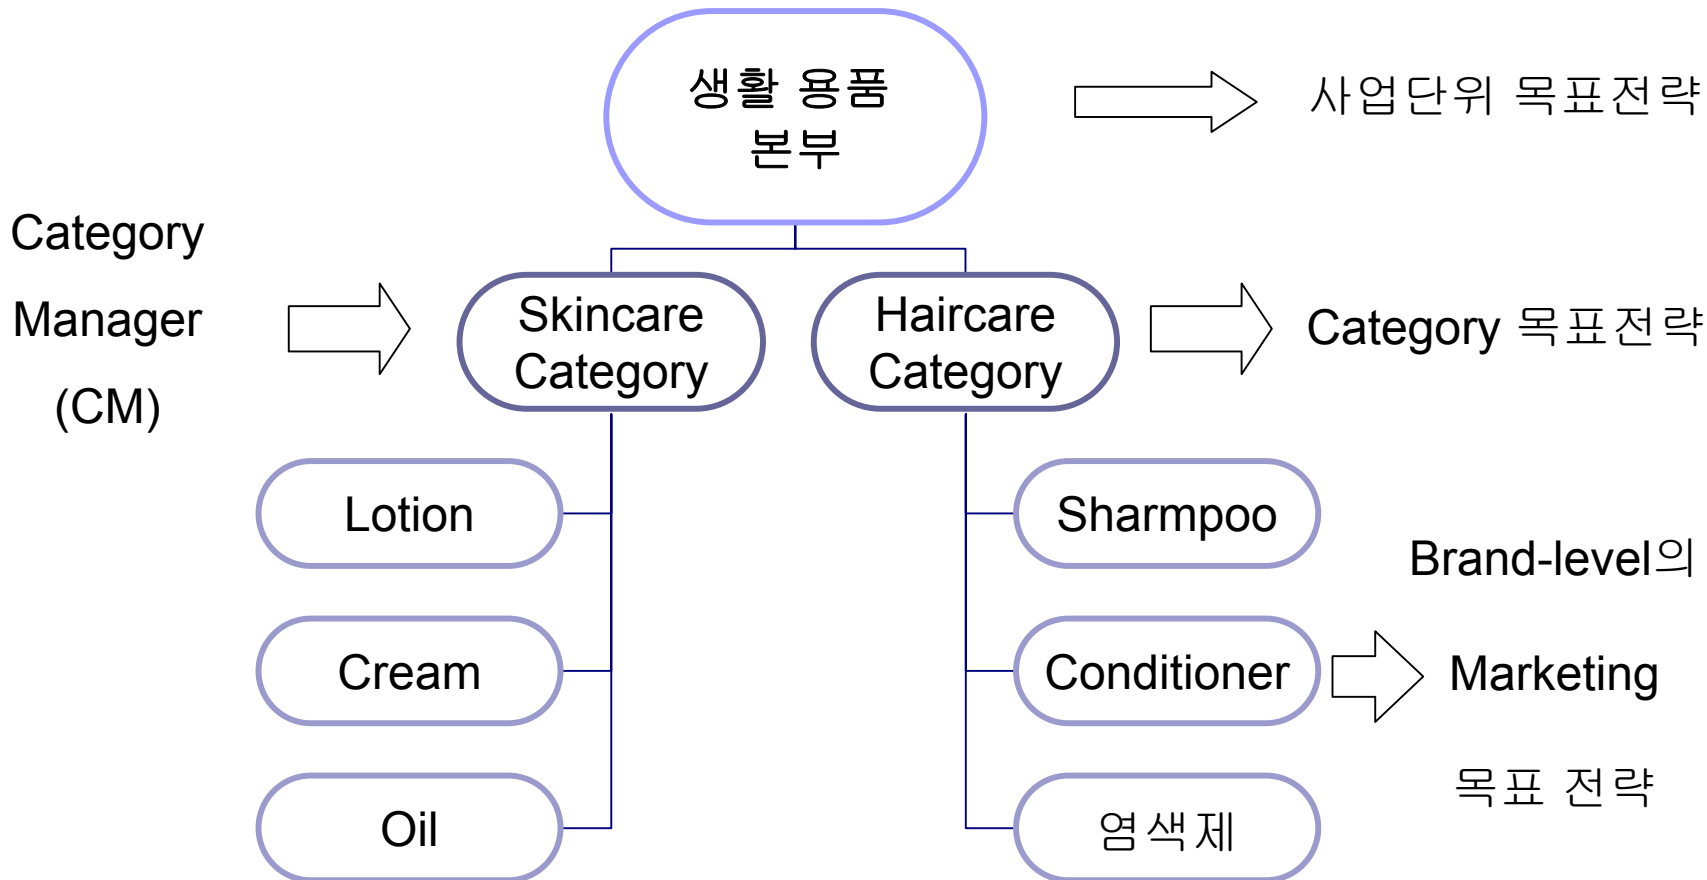 생활 용품
본부
사업단위 목표전략
Category
Manager
(CM)
Skincare
Category
Haircare
Category
Category 목표전략
Lotion
Sharmpoo
Brand-level의
Cream
Conditioner
Marketing
목표 전략
Oil
염색제